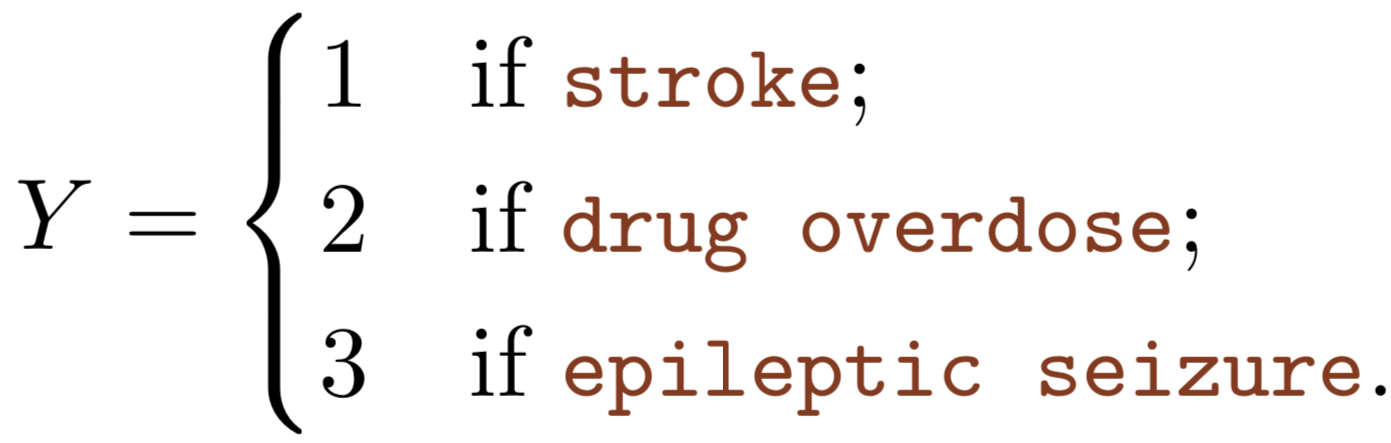 1 if stroke;
Y = { 2 if drug overdose;
3 if epileptic seizure.